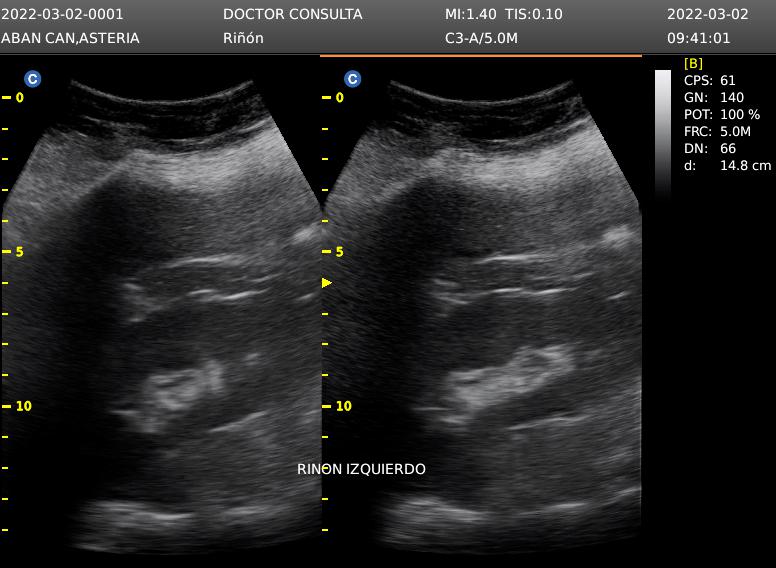 2022-03-02-0001 DOCTOR CONSULTA MI:1.40 TIS:0.10 2022-03-02
ABAN CAN,ASTERIA Riñón C3-A/5.0M 09:41:01
[B]
CPS: 61
GN: 140
POT: 100 %
FRC: 5.0M
DN: 66
d: 14.8 cm
C C
0 0
5 5
10 10
RINON IZQUIERDO